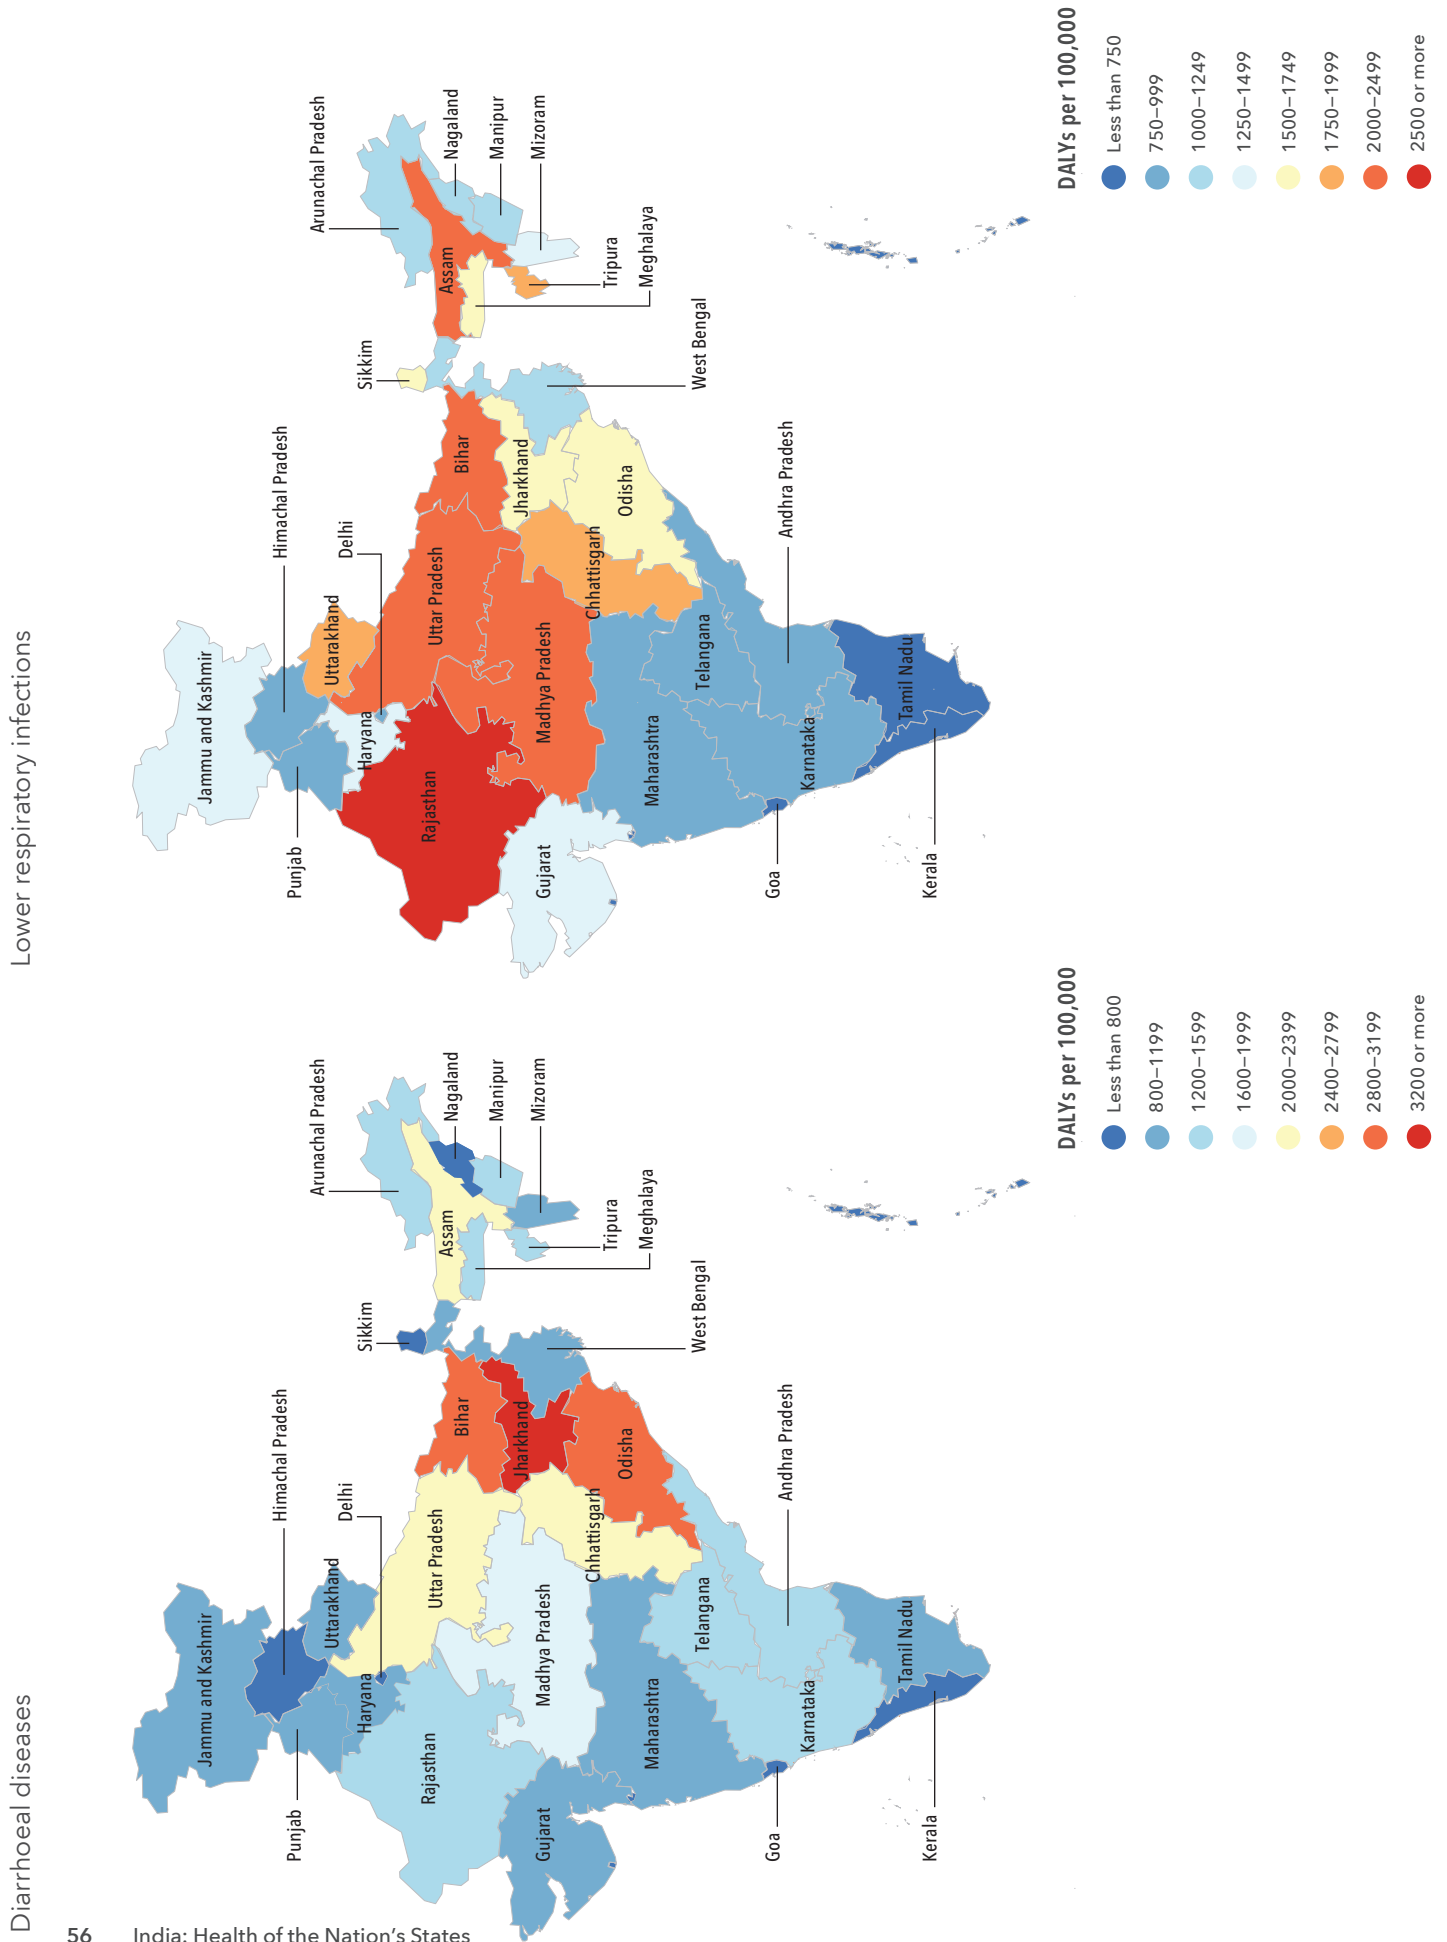 Diarrhoeal diseases
Jammu and Kashmir
Himachal Pradesh
Punjab
Uttarakhand
Haryana
Delhi
Sikkim
Arunachal Pradesh
Rajasthan
Uttar Pradesh
Bihar
Assam
Nagaland
Manipur
Mizoram
Gujarat
Madhya Pradesh
Jharkhand
Chhattisgarh
Odisha
Tripura
Meghalaya
West Bengal
Maharashtra
Telangana
Goa
Karnataka
Andhra Pradesh
Kerala
Tamil Nadu
DALYs per 100,000
Less than 800
800–1199
1200–1599
1600–1999
2000–2399
2400–2799
2800–3199
3200 or more
Lower respiratory infections
Jammu and Kashmir
Himachal Pradesh
Punjab
Uttarakhand
Haryana
Delhi
Sikkim
Arunachal Pradesh
Rajasthan
Uttar Pradesh
Bihar
Assam
Nagaland
Manipur
Mizoram
Gujarat
Madhya Pradesh
Jharkhand
Chhattisgarh
Odisha
Tripura
Meghalaya
West Bengal
Maharashtra
Telangana
Goa
Karnataka
Andhra Pradesh
Kerala
Tamil Nadu
DALYs per 100,000
Less than 750
750–999
1000–1249
1250–1499
1500–1749
1750–1999
2000–2499
2500 or more
56 India: Health of the Nation's States